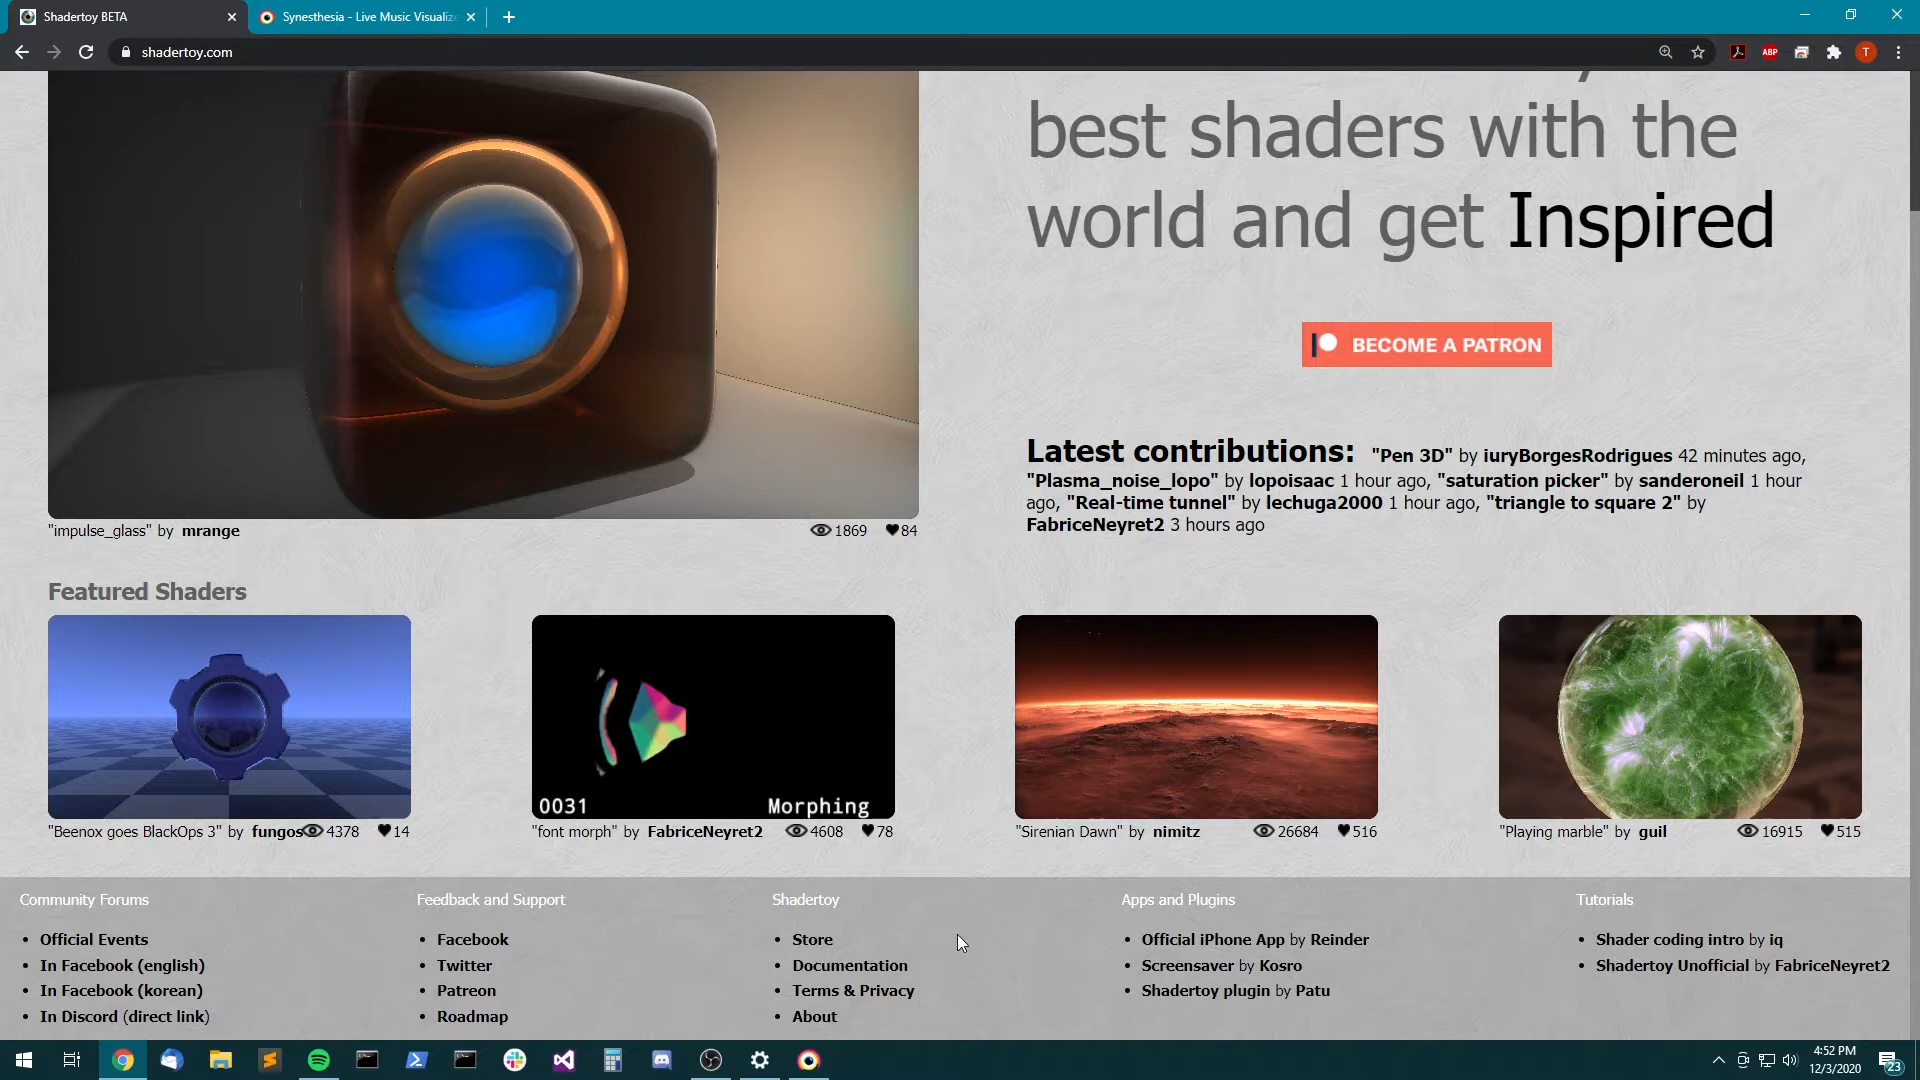 Shadertoy BETA
Synesthesia - Live Music Visualiz
shadertoy.com
ABP
T
best shaders with the
world and get Inspired
BECOME A PATRON
Latest contributions: "Pen 3D" by iuryBorgesRodrigues 42 minutes ago,
"Plasma_noise_lopo" by lopoisaac 1 hour ago, "saturation picker" by sanderoneil 1 hour
ago, "Real-time tunnel" by lechuga2000 1 hour ago, "triangle to square 2" by
FabriceNeyret2 3 hours ago
"impulse_glass" by mrange 1869 84
Featured Shaders
0031 Morphing
"Beenox goes BlackOps 3" by fungos 4378 14
"font morph" by FabriceNeyret2 4608 78
"Sirenian Dawn" by nimitz 26684 516
"Playing marble" by guil 16915 515
Community Forums
Official Events
In Facebook (english)
In Facebook (korean)
In Discord (direct link)
Feedback and Support
Facebook
Twitter
Patreon
Roadmap
Shadertoy
Store
Documentation
Terms & Privacy
About
Apps and Plugins
Official iPhone App by Reinder
Screensaver by Kosro
Shadertoy plugin by Patu
Tutorials
Shader coding intro by iq
Shadertoy Unofficial by FabriceNeyret2
4:52 PM
12/3/2020
23